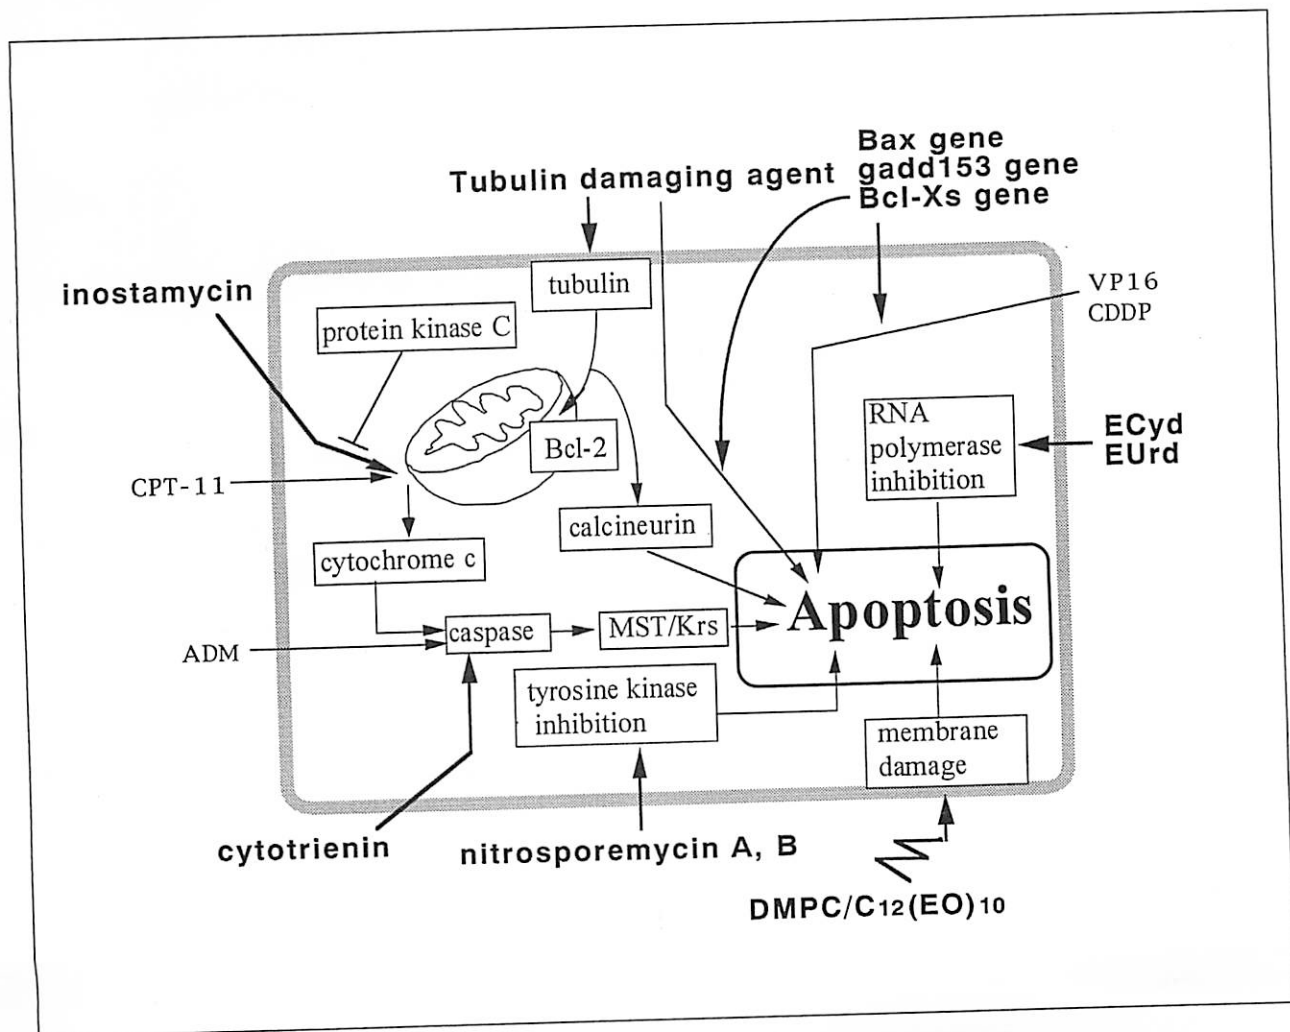 Bax gene
Tubulin damaging agent gadd153 gene
Bcl-Xs gene
inostamycin
tubulin
VP16
CDDP
protein kinase C
RNA
polymerase
inhibition
ECyd
EUrd
Bcl-2
CPT-11
calcineurin
cytochrome c
Apoptosis
caspase
MST/Krs
ADM
tyrosine kinase
inhibition
membrane
damage
cytotrienin
nitrosporemycin A, B
DMPC/C12(EO)10